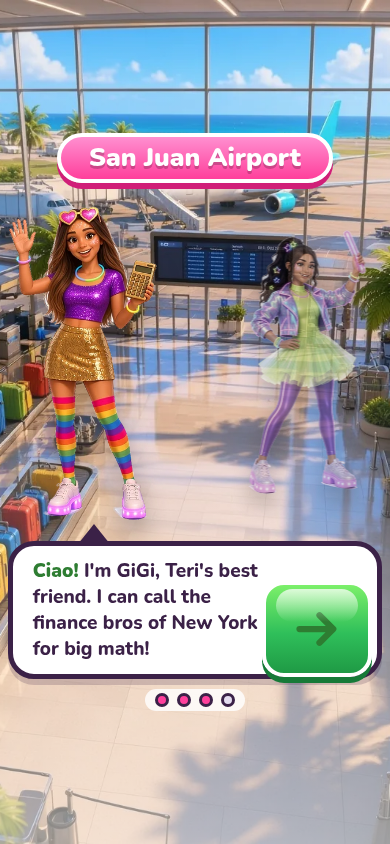 San Juan Airport
Ciao! I'm GiGi, Teri's best
friend. I can call the
finance bros of New York
for big math!